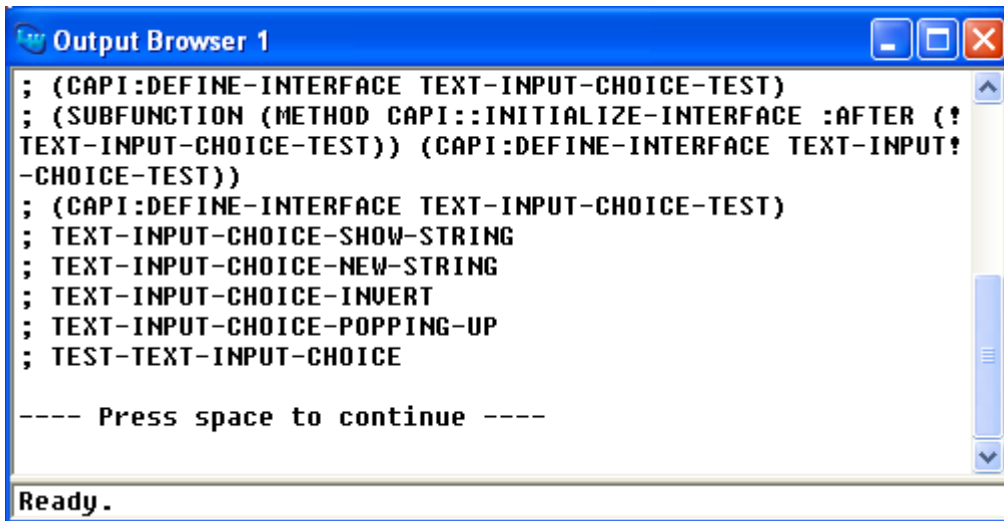 Output Browser 1
; (CAPI:DEFINE-INTERFACE TEXT-INPUT-CHOICE-TEST)
; (SUBFUNCTION (METHOD CAPI::INITIALIZE-INTERFACE :AFTER (!
TEXT-INPUT-CHOICE-TEST)) (CAPI:DEFINE-INTERFACE TEXT-INPUT!
-CHOICE-TEST))
; (CAPI:DEFINE-INTERFACE TEXT-INPUT-CHOICE-TEST)
; TEXT-INPUT-CHOICE-SHOW-STRING
; TEXT-INPUT-CHOICE-NEW-STRING
; TEXT-INPUT-CHOICE-INVERT
; TEXT-INPUT-CHOICE-POPPING-UP
; TEST-TEXT-INPUT-CHOICE
---- Press space to continue ----
Ready.